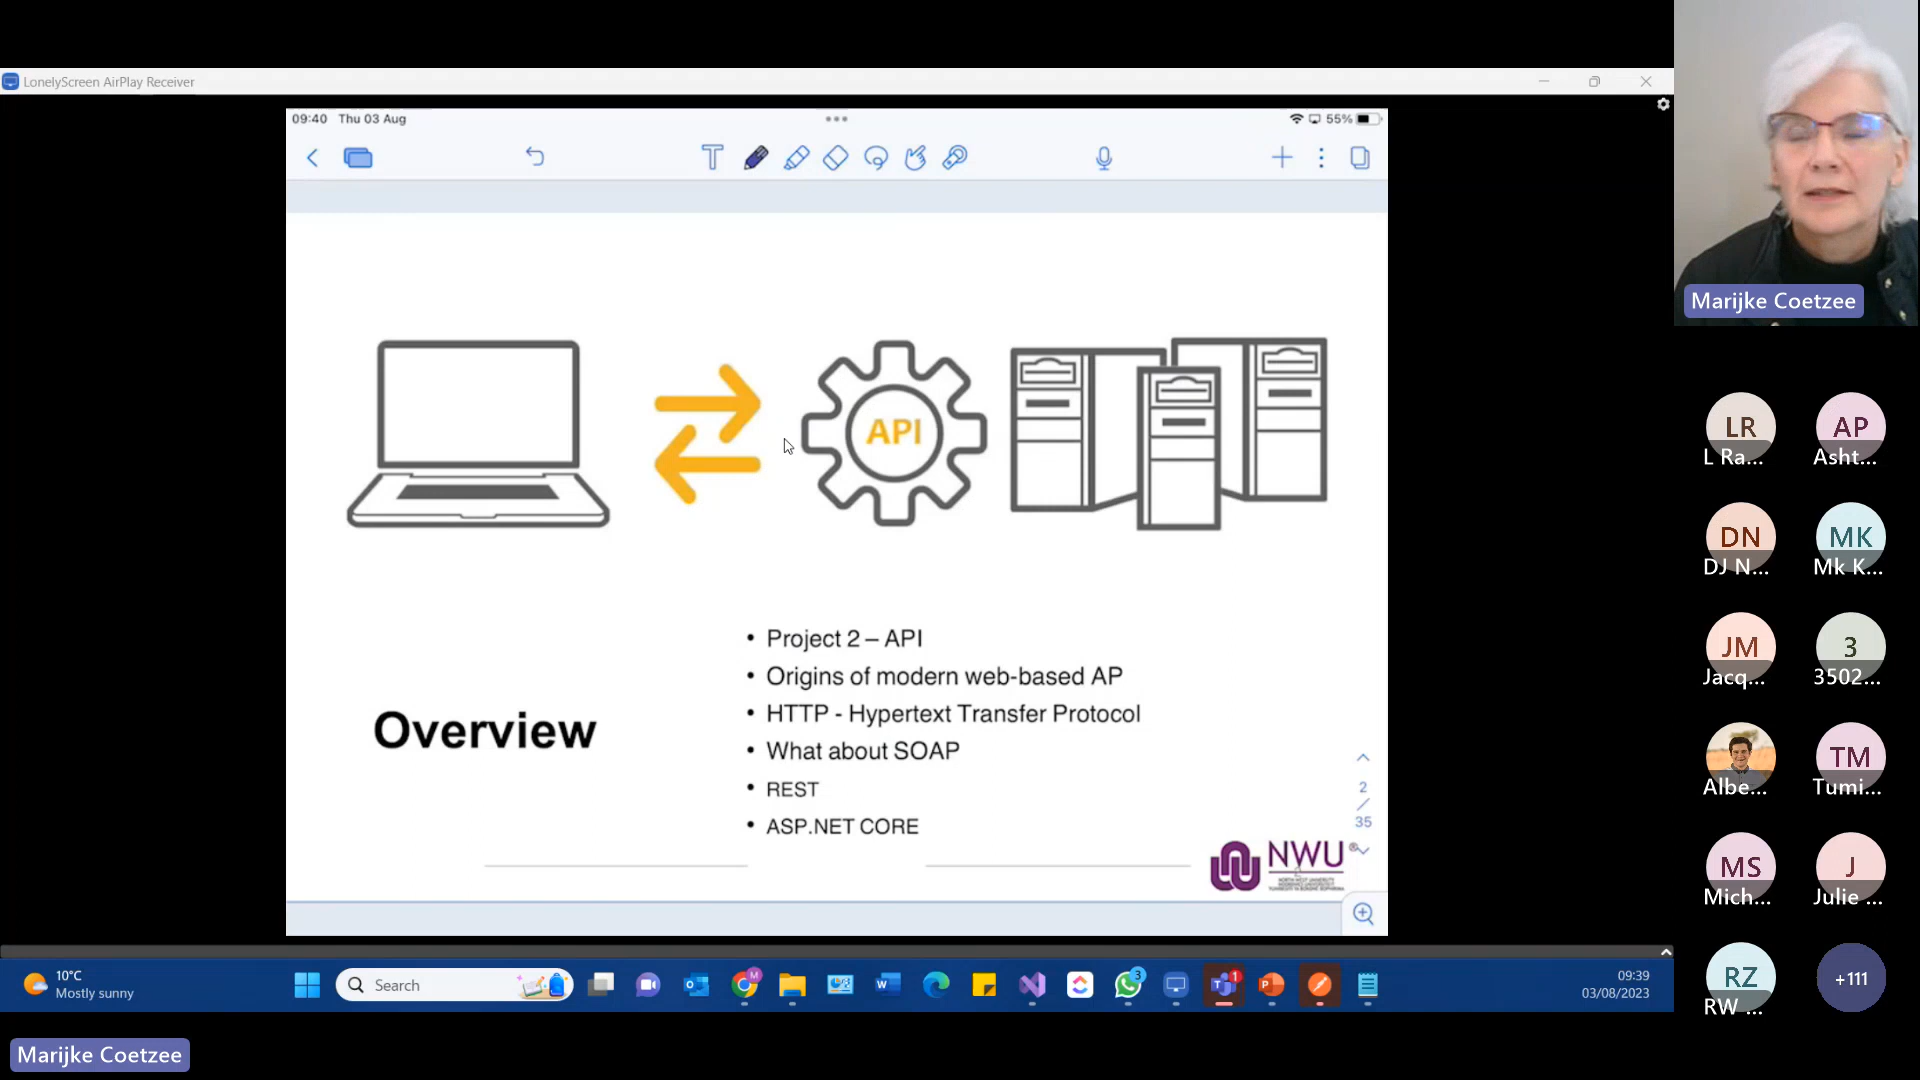 LonelyScreen AirPlay Receiver
09:40 Thu 03 Aug
55%
API
Overview
• Project 2 – API
• Origins of modern web-based AP
• HTTP - Hypertext Transfer Protocol
• What about SOAP
• REST
• ASP.NET CORE
2
/
35
NWU®
10°C
Mostly sunny
Search
3
1
09:39
03/08/2023
Marijke Coetzee
Marijke Coetzee
LR
L Ra...
AP
Asht...
DN
DJ N...
MK
Mk K...
JM
Jacq...
3
3502...
Albe...
TM
Tumi...
MS
Mich...
J
Julie ...
RZ
RW ...
+111